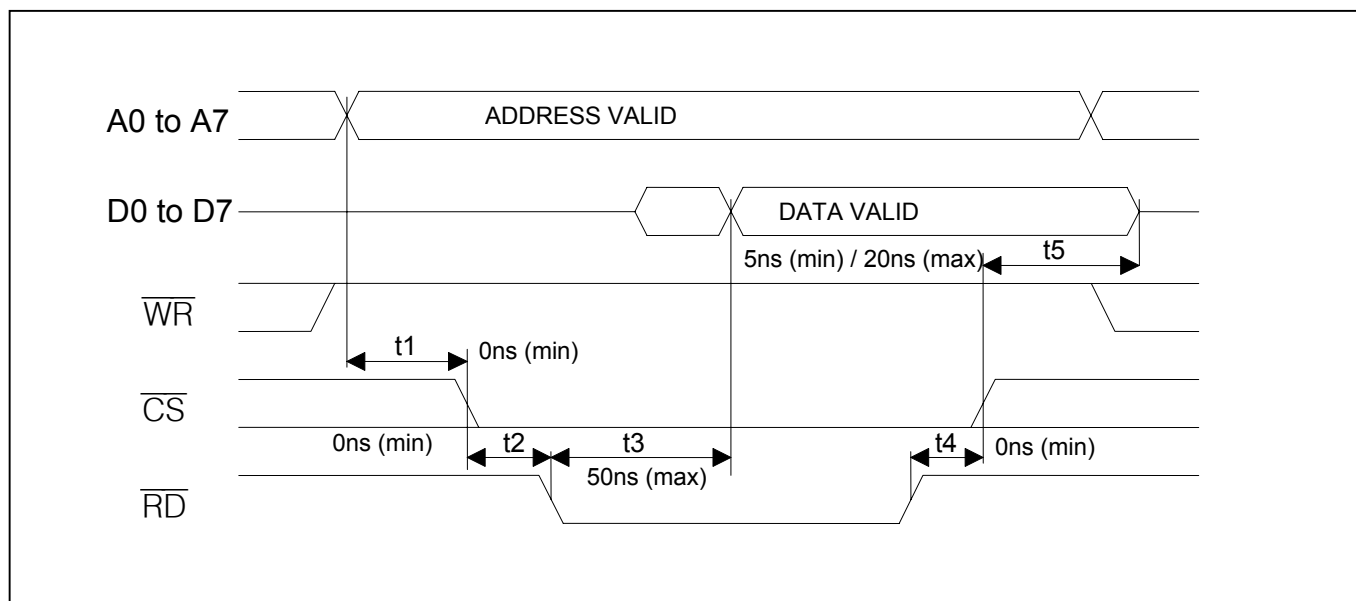 A0 to A7
ADDRESS VALID
D0 to D7
DATA VALID
5ns (min) / 20ns (max)
t5
WR
t1
0ns (min)
CS
0ns (min)
t2
t3
t4
0ns (min)
50ns (max)
RD